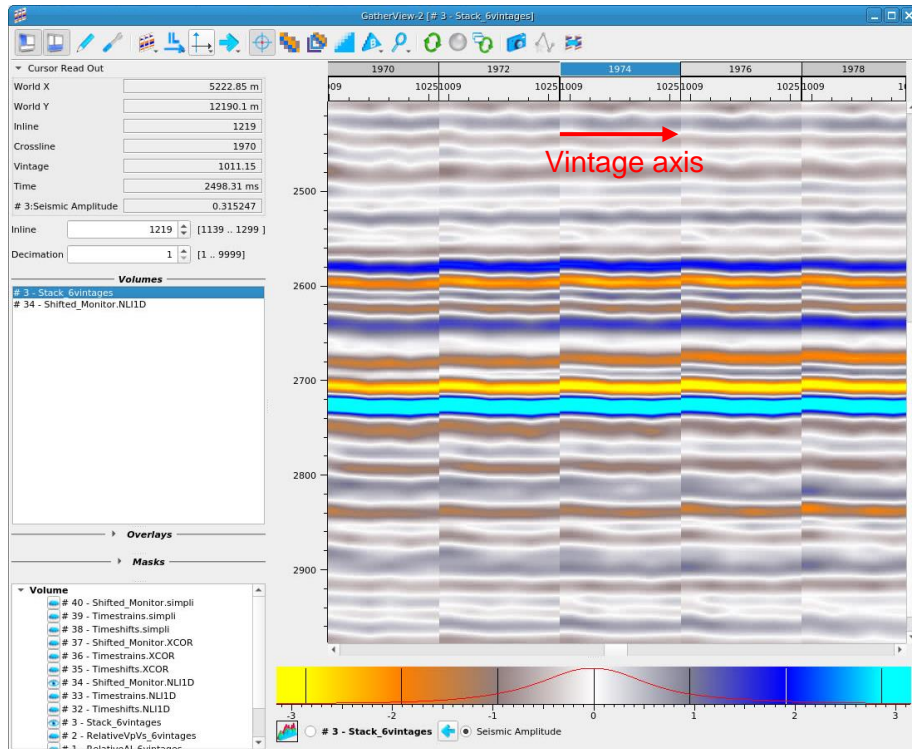 GatherView-2 [# 3 - Stack_6vintages]
Cursor Read Out
World X 5222.85 m
World Y 12190.1 m
Inline 1219
Crossline 1970
Vintage 1011.15
Time 2498.31 ms
# 3:Seismic Amplitude 0.315247
Inline 1219 [1139 .. 1299 ]
Decimation 1 [1 .. 9999]
Volumes
# 3 - Stack_6vintages
# 34 - Shifted_Monitor.NLI1D
Overlays
Masks
Volume
# 40 - Shifted_Monitor.simpli
# 39 - Timestrains.simpli
# 38 - Timeshifts.simpli
# 37 - Shifted_Monitor.XCOR
# 36 - Timestrains.XCOR
# 35 - Timeshifts.XCOR
# 34 - Shifted_Monitor.NLI1D
# 33 - Timestrains.NLI1D
# 32 - Timeshifts.NLI1D
# 3 - Stack_6vintages
# 2 - RelativeVpVs_6vintages
# 1 - RelativeAI_6vintages
1970 1972 1974 1976 1978
009 1025 1009 1025 1009 1025 1009 1025 1009
Vintage axis
2500
2600
2700
2800
2900
-3 -2 -1 0 1 2 3
# 3 - Stack_6vintages Seismic Amplitude